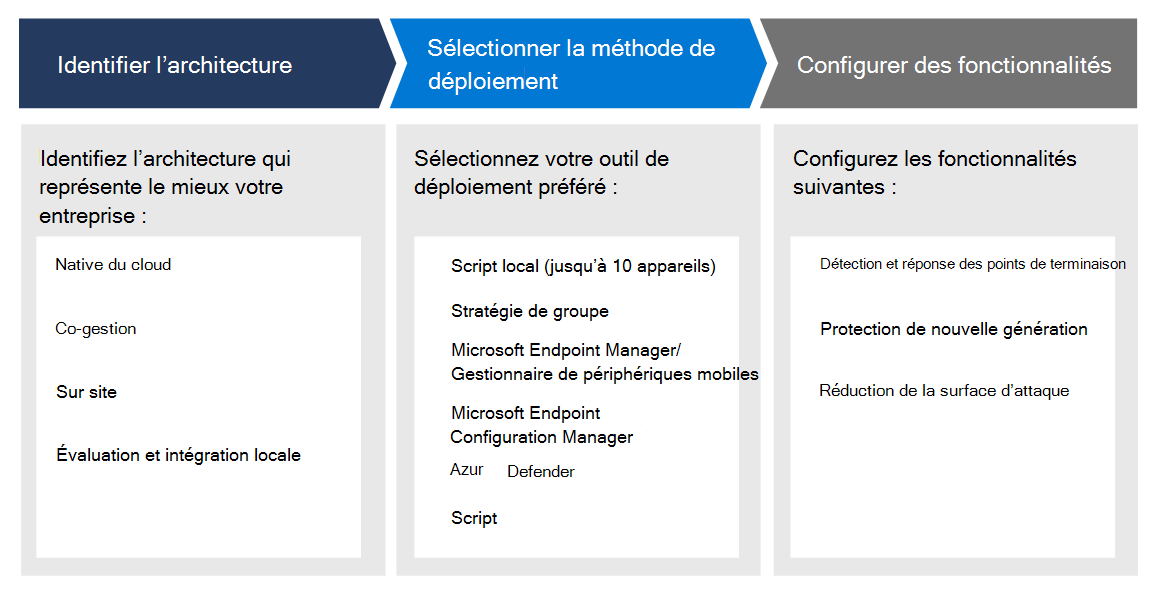 Identifier l’architecture
Sélectionner la méthode de
déploiement
Configurer des fonctionnalités
Identifiez l’architecture qui
représente le mieux votre
entreprise :
Native du cloud
Co-gestion
Sur site
Évaluation et intégration locale
Sélectionnez votre outil de
déploiement préféré :
Script local (jusqu’à 10 appareils)
Stratégie de groupe
Microsoft Endpoint Manager/
Gestionnaire de périphériques mobiles
Microsoft Endpoint
Configuration Manager
Azur Defender
Script
Configurez les fonctionnalités
suivantes :
Détection et réponse des points de terminaison
Protection de nouvelle génération
Réduction de la surface d’attaque